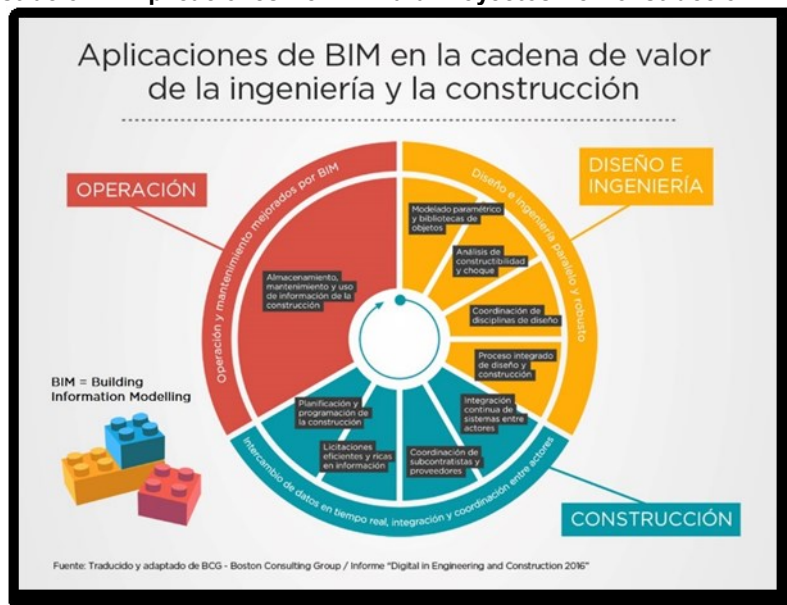 Aplicaciones de BIM en la cadena de valor
de la ingeniería y la construcción
OPERACIÓN
DISEÑO E
INGENIERÍA
Operación y mantenimiento mejorados por BIM
Diseño e ingeniería paralelo y robusto
Modelado paramétrico
y bibliotecas de
objetos
Análisis de
constructibilidad
y choque
Almacenamiento,
mantenimiento y uso
de información de la
construcción
Coordinación de
disciplinas de diseño
Proceso integrado
de diseño y
construcción
BIM = Building
Information Modelling
Planificación y
programación de
la construcción
Integración
continua de
sistemas entre
actores
Licitaciones
eficientes y ricas
en información
Coordinación de
subcontratistas y
proveedores
Intercambio de datos en tiempo real, integración y coordinación entre actores
CONSTRUCCIÓN
Fuente: Traducido y adaptado de BCG - Boston Consulting Group / Informe "Digital in Engineering and Construction 2016"